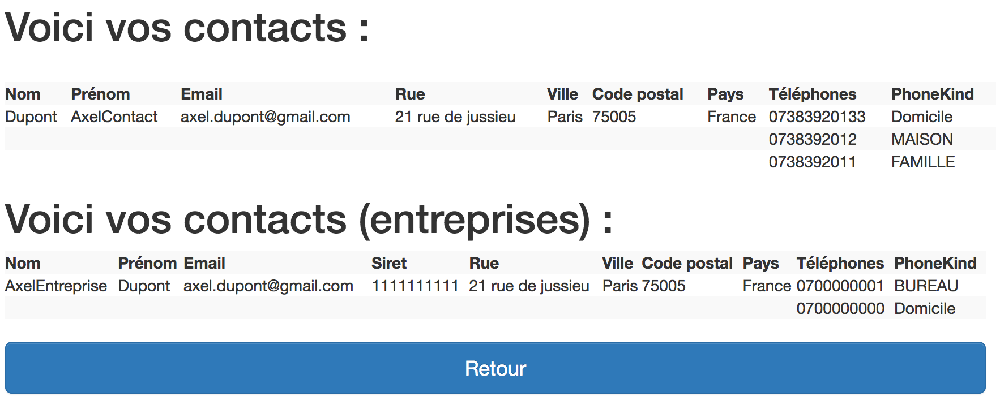 Voici vos contacts :
Nom Prénom Email Rue Ville Code postal Pays Téléphones PhoneKind
Dupont AxelContact axel.dupont@gmail.com 21 rue de jussieu Paris 75005 France 07383920133 Domicile
0738392012 MAISON
0738392011 FAMILLE
Voici vos contacts (entreprises) :
Nom Prénom Email Siret Rue Ville Code postal Pays Téléphones PhoneKind
AxelEntreprise Dupont axel.dupont@gmail.com 1111111111 21 rue de jussieu Paris 75005 France 0700000001 BUREAU
0700000000 Domicile
Retour